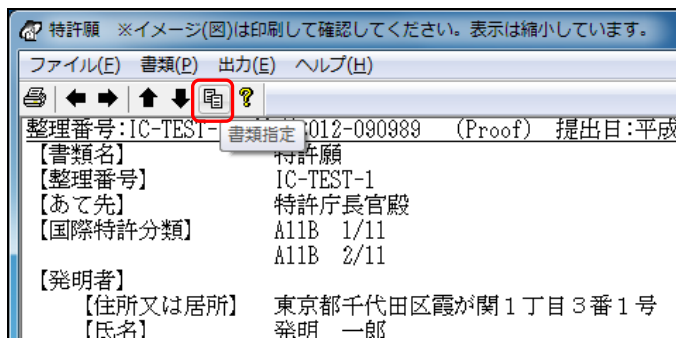 特許願　※イメージ(図)は印刷して確認してください。表示は縮小しています。
ファイル(F)　書類(P)　出力(E)　ヘルプ(H)
整理番号:IC-TEST- 012-090989　(Proof)　提出日:平成
書類指定
【書類名】　特許願
【整理番号】　IC-TEST-1
【あて先】　特許庁長官殿
【国際特許分類】　A11B　1/11
A11B　2/11
【発明者】
【住所又は居所】　東京都千代田区霞が関１丁目３番１号
【氏名】　発明　一郎